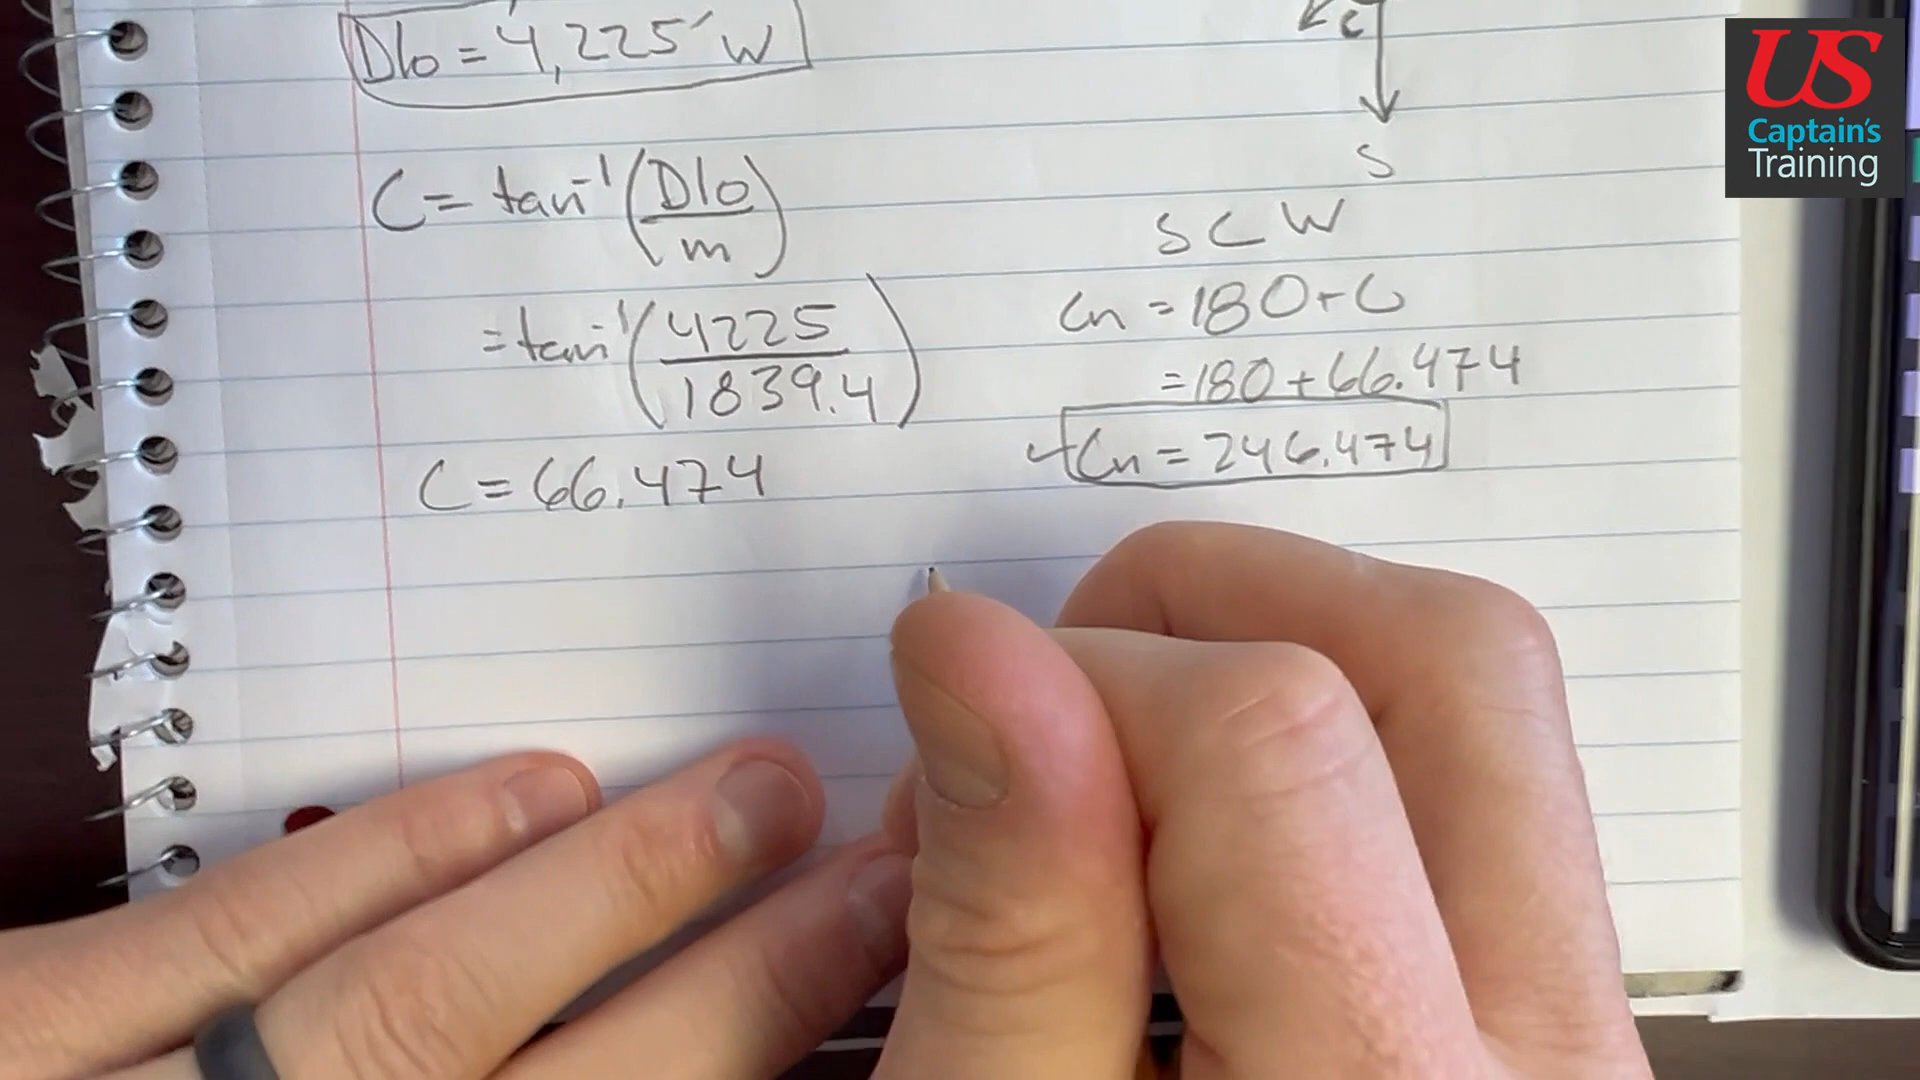 Dlo = 4,225' W
C
S
C = tan⁻¹(Dlo/m)
= tan⁻¹(4225/1839.4)
C = 66.474
S C W
Cn = 180 + C
= 180 + 66.474
Cn = 246.474
US
Captain's
Training